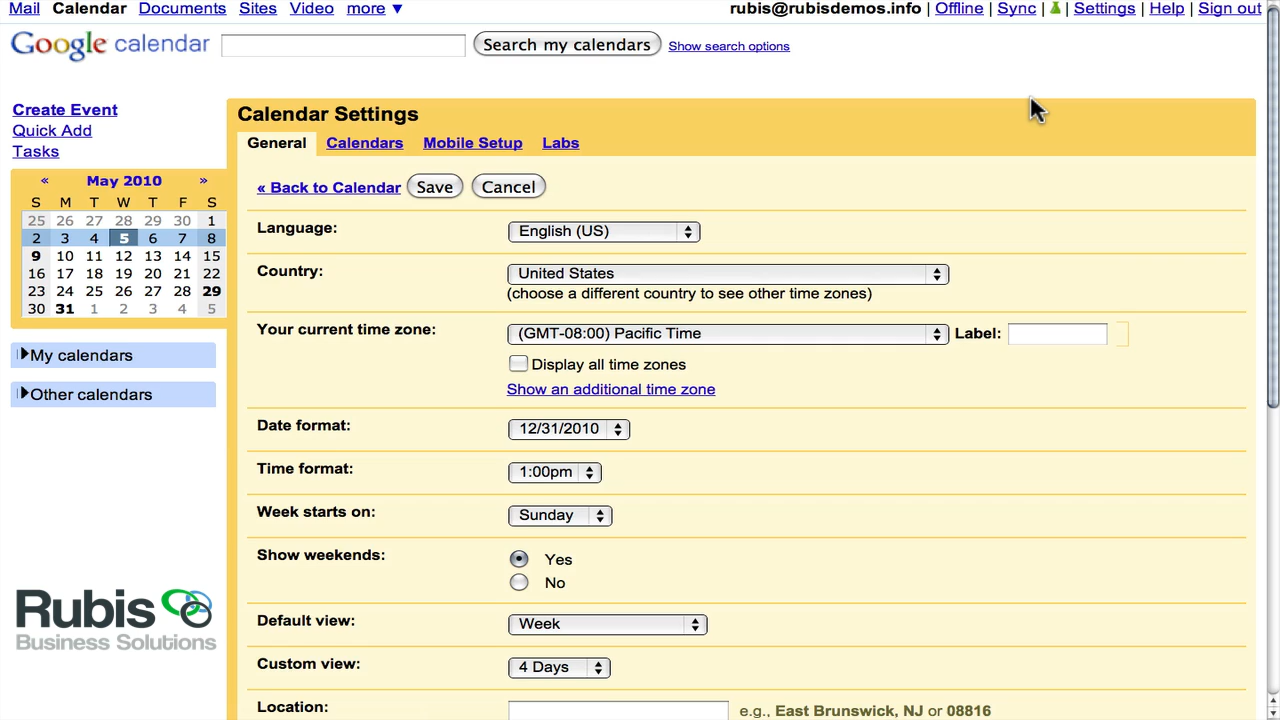 Mail Calendar Documents Sites Video more ▼ rubis@rubisdemos.info | Offline | Sync | Settings | Help | Sign out
Google calendar Search my calendars Show search options
Create Event
Quick Add
Tasks
« May 2010 »
S M T W T F S
25 26 27 28 29 30 1
2 3 4 5 6 7 8
9 10 11 12 13 14 15
16 17 18 19 20 21 22
23 24 25 26 27 28 29
30 31 1 2 3 4 5
My calendars
Other calendars
Rubis
Business Solutions
Calendar Settings
General Calendars Mobile Setup Labs
« Back to Calendar Save Cancel
Language: English (US)
Country: United States
(choose a different country to see other time zones)
Your current time zone: (GMT-08:00) Pacific Time Label:
Display all time zones
Show an additional time zone
Date format: 12/31/2010
Time format: 1:00pm
Week starts on: Sunday
Show weekends: Yes
No
Default view: Week
Custom view: 4 Days
Location: e.g., East Brunswick, NJ or 08816